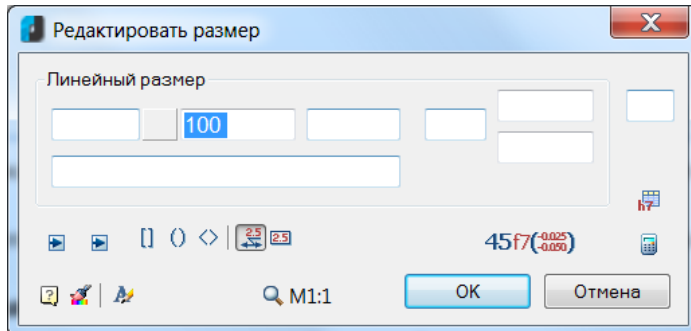 Редактировать размер
Линейный размер
100
[] () <> 2.5 2.5
h7
45f7(-0.025 -0.050)
M1:1
OK
Отмена